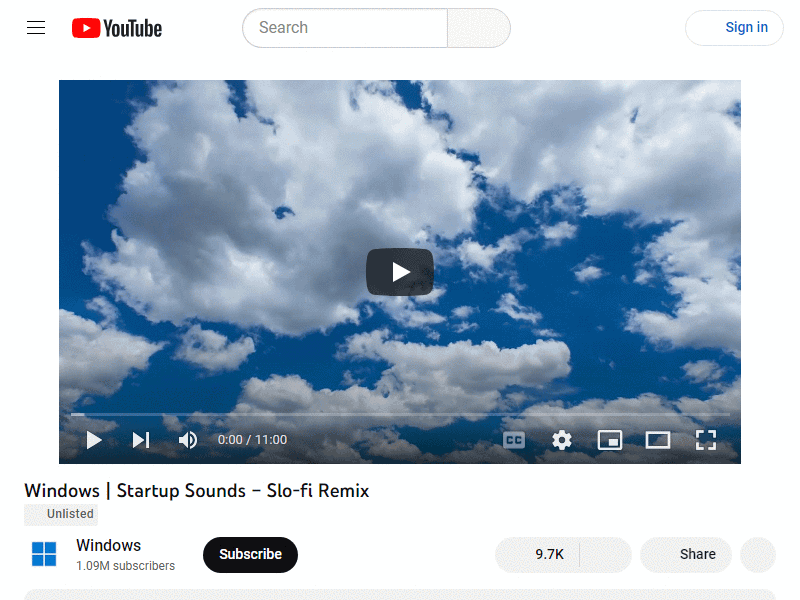 YouTube
Search
Sign in
0:00 / 11:00
CC
Windows | Startup Sounds – Slo-fi Remix
Unlisted
Windows
1.09M subscribers
Subscribe
9.7K
Share